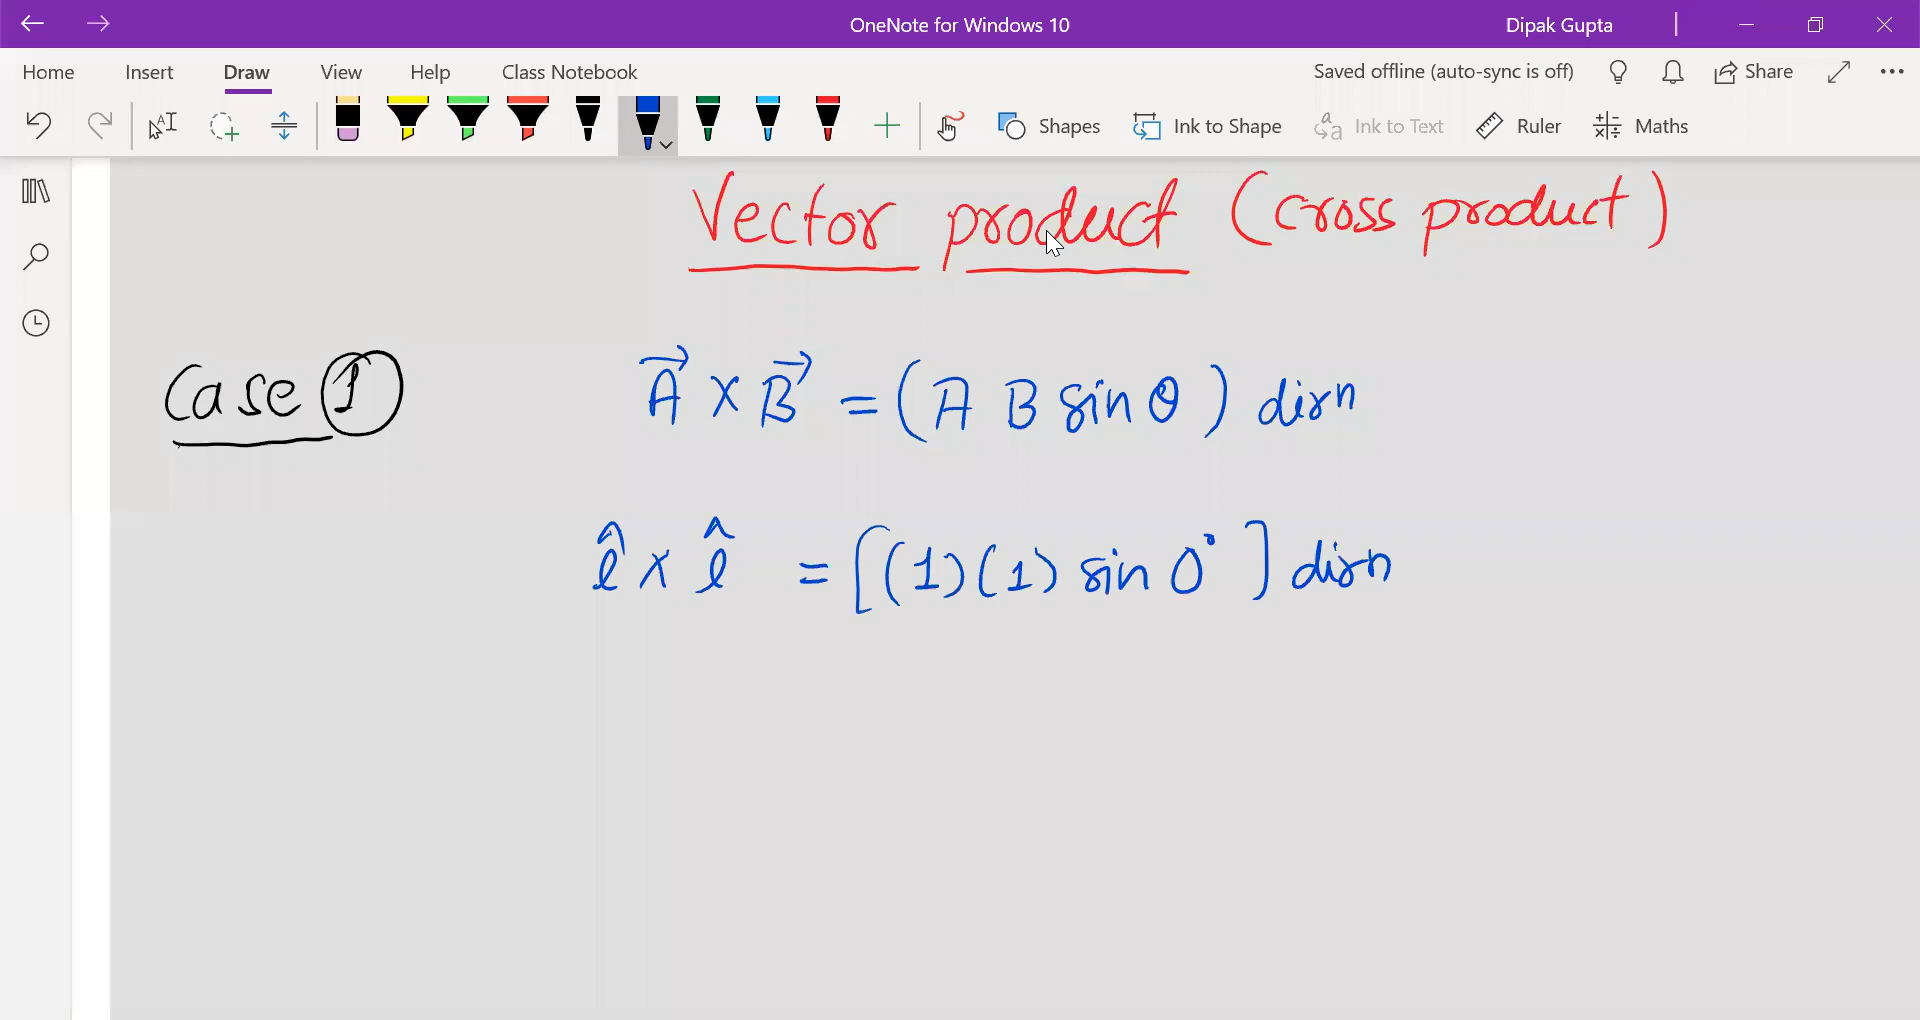 OneNote for Windows 10
Dipak Gupta
Home Insert Draw View Help Class Notebook
Saved offline (auto-sync is off) Share
Shapes Ink to Shape Ink to Text Ruler Maths
Vector product (cross product)
Case 1
A⃗ × B⃗ = (A B sin θ) dirn
l̂ × l̂ = [(1)(1) sin 0°] dirn